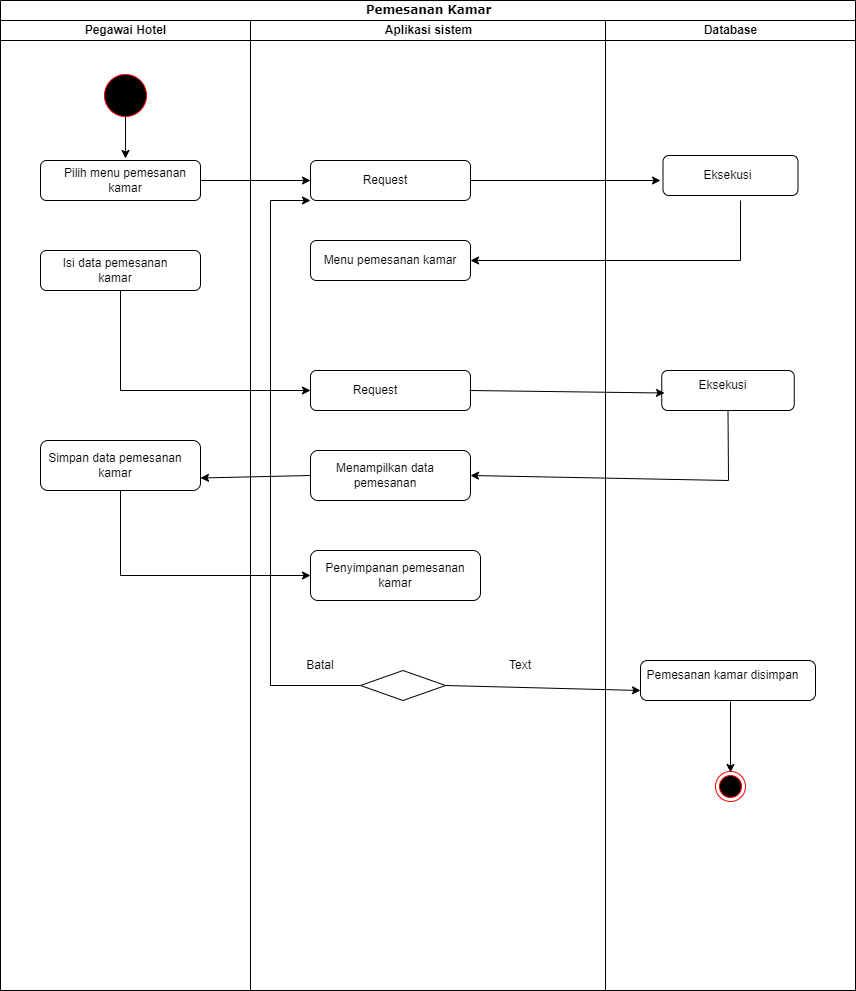 Pemesanan Kamar
Pegawai Hotel
Aplikasi sistem
Database
Pilih menu pemesanan
kamar
Request
Eksekusi
Isi data pemesanan
kamar
Menu pemesanan kamar
Request
Eksekusi
Simpan data pemesanan
kamar
Menampilkan data
pemesanan
Penyimpanan pemesanan
kamar
Batal
Text
Pemesanan kamar disimpan